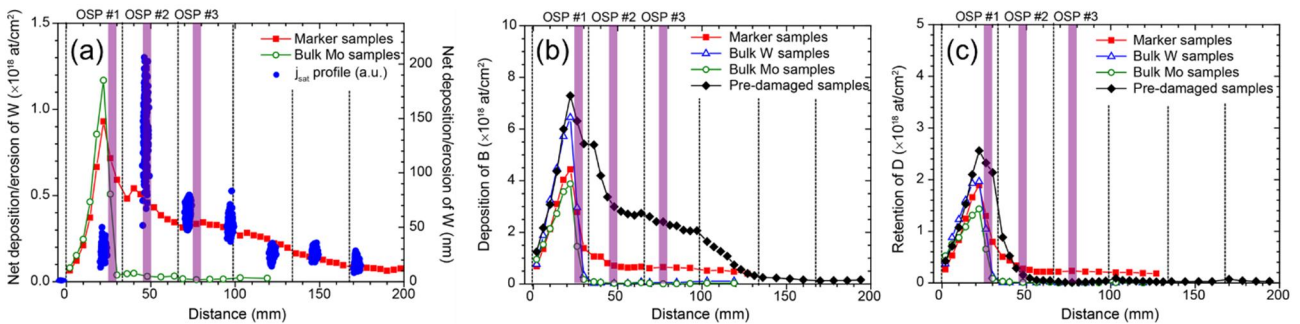 OSP #1 OSP #2 OSP #3
(a)
Marker samples
Bulk Mo samples
jsat profile (a.u.)
Net deposition/erosion of W (×10¹⁸ at/cm²)
1.5
1.0
0.5
0.0
Net deposition/erosion of W (nm)
200
150
100
50
0
0 50 100 150 200
Distance (mm)
OSP #1 OSP #2 OSP #3
(b)
Marker samples
Bulk W samples
Bulk Mo samples
Pre-damaged samples
Deposition of B (×10¹⁸ at/cm²)
10
8
6
4
2
0
0 50 100 150 200
Distance (mm)
OSP #1 OSP #2 OSP #3
(c)
Marker samples
Bulk W samples
Bulk Mo samples
Pre-damaged samples
Retention of D (×10¹⁸ at/cm²)
4
3
2
1
0
0 50 100 150 200
Distance (mm)